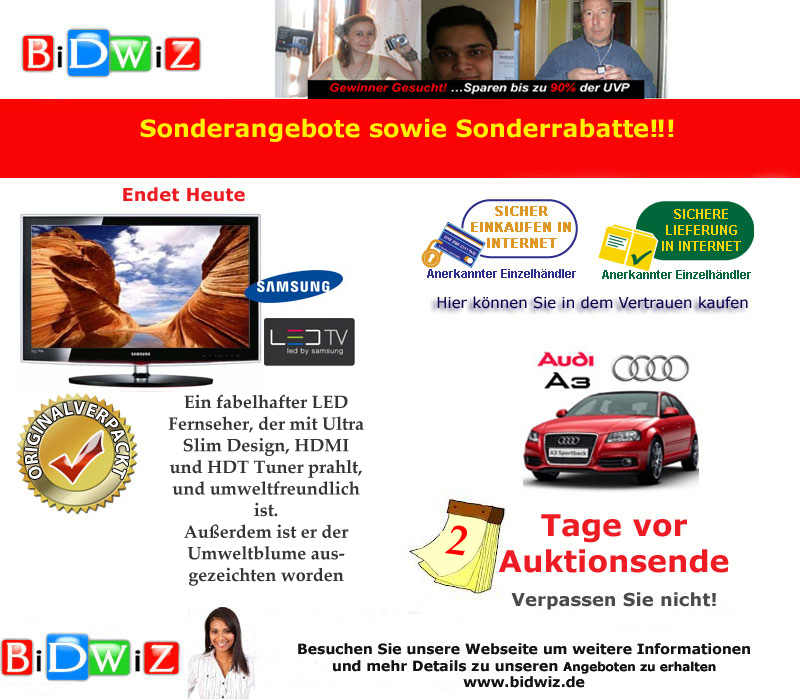 BiDWiZ
Gewinner Gesucht! ...Sparen bis zu 90% der UVP
Sonderangebote sowie Sonderrabatte!!!
Endet Heute
SAMSUNG
SAMSUNG
LED TV
led by samsung
ORIGINALVERPACKT
Ein fabelhafter LED
Fernseher, der mit Ultra
Slim Design, HDMI
und HDT Tuner prahlt,
und umweltfreundlich
ist.
Außerdem ist er der
Umweltblume aus-
gezeichten worden
SICHER
EINKAUFEN IN
INTERNET
Anerkannter Einzelhändler
SICHERE
LIEFERUNG
IN INTERNET
Anerkannter Einzelhändler
Hier können Sie in dem Vertrauen kaufen
Audi
A3
A3 Sportback
2
Tage vor
Auktionsende
Verpassen Sie nicht!
BiDWiZ
Besuchen Sie unsere Webseite um weitere Informationen
und mehr Details zu unseren Angeboten zu erhalten
www.bidwiz.de